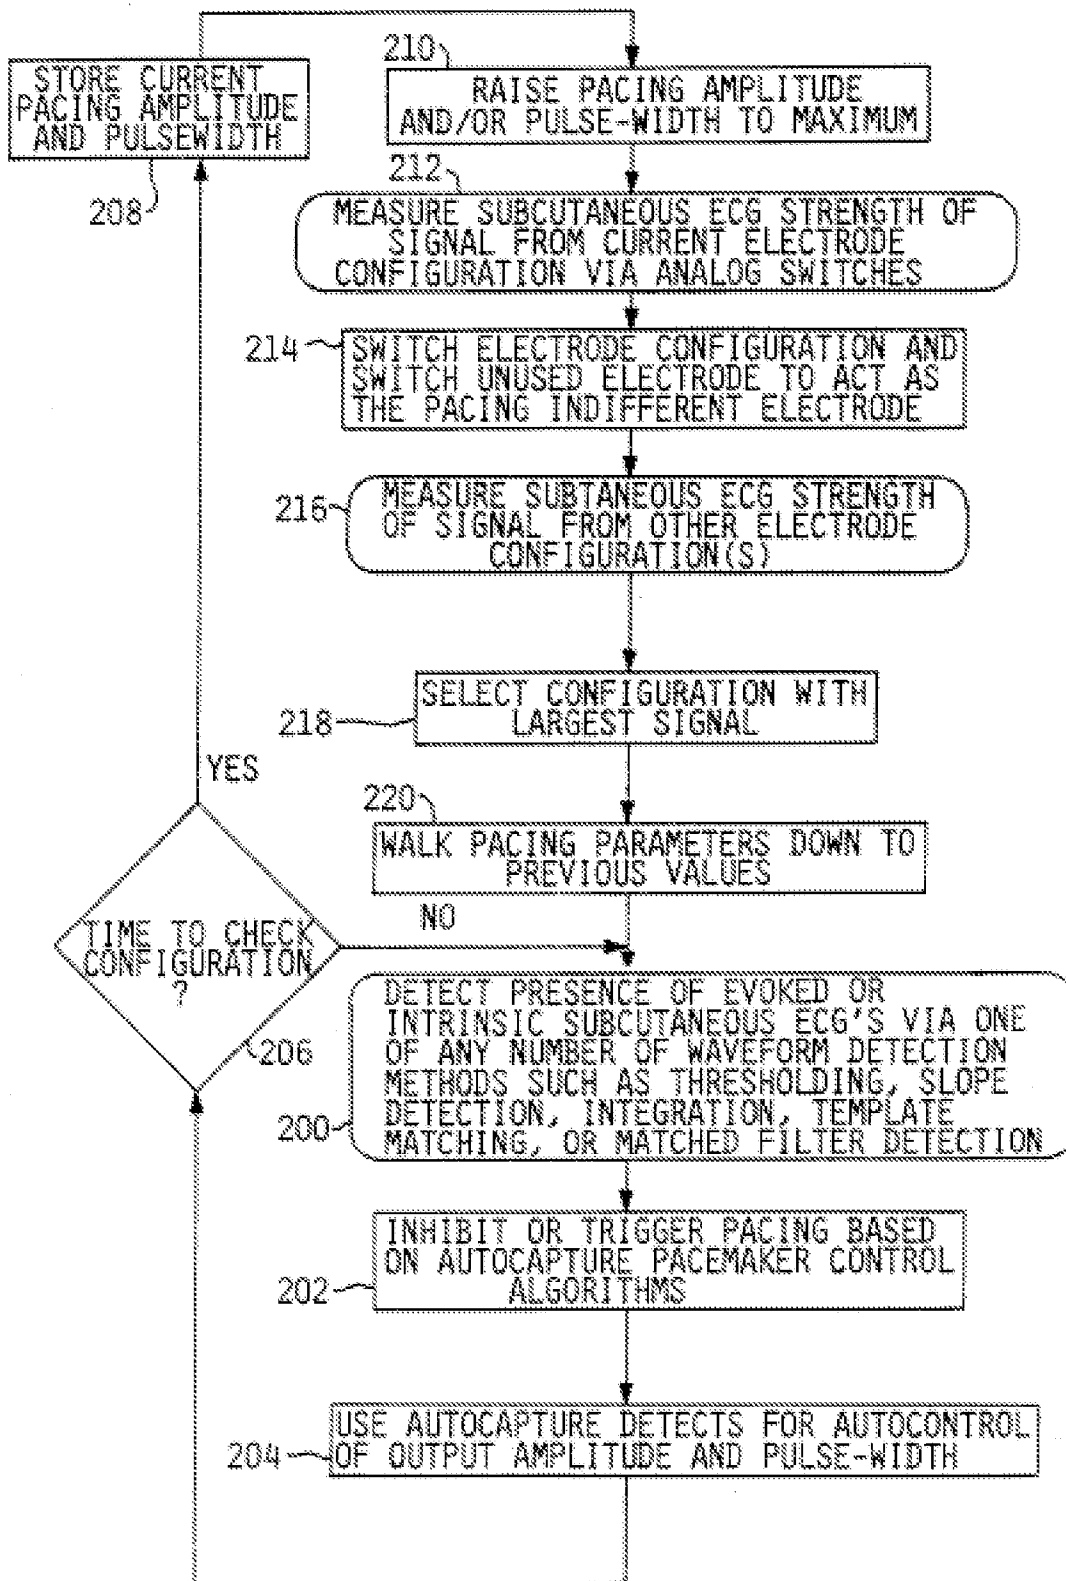 STORE CURRENT
PACING AMPLITUDE
AND PULSEWIDTH
208
210
RAISE PACING AMPLITUDE
AND/OR PULSE-WIDTH TO MAXIMUM
212
MEASURE SUBCUTANEOUS ECG STRENGTH OF
SIGNAL FROM CURRENT ELECTRODE
CONFIGURATION VIA ANALOG SWITCHES
214
SWITCH ELECTRODE CONFIGURATION AND
SWITCH UNUSED ELECTRODE TO ACT AS
THE PACING INDIFFERENT ELECTRODE
216
MEASURE SUBTANEOUS ECG STRENGTH
OF SIGNAL FROM OTHER ELECTRODE
CONFIGURATION(S)
218
SELECT CONFIGURATION WITH
LARGEST SIGNAL
YES
220
WALK PACING PARAMETERS DOWN TO
PREVIOUS VALUES
NO
TIME TO CHECK
CONFIGURATION
?
206
DETECT PRESENCE OF EVOKED OR
INTRINSIC SUBCUTANEOUS ECG'S VIA ONE
OF ANY NUMBER OF WAVEFORM DETECTION
METHODS SUCH AS THRESHOLDING, SLOPE
DETECTION, INTEGRATION, TEMPLATE
MATCHING, OR MATCHED FILTER DETECTION
200
INHIBIT OR TRIGGER PACING BASED
ON AUTOCAPTURE PACEMAKER CONTROL
ALGORITHMS
202
USE AUTOCAPTURE DETECTS FOR AUTOCONTROL
OF OUTPUT AMPLITUDE AND PULSE-WIDTH
204